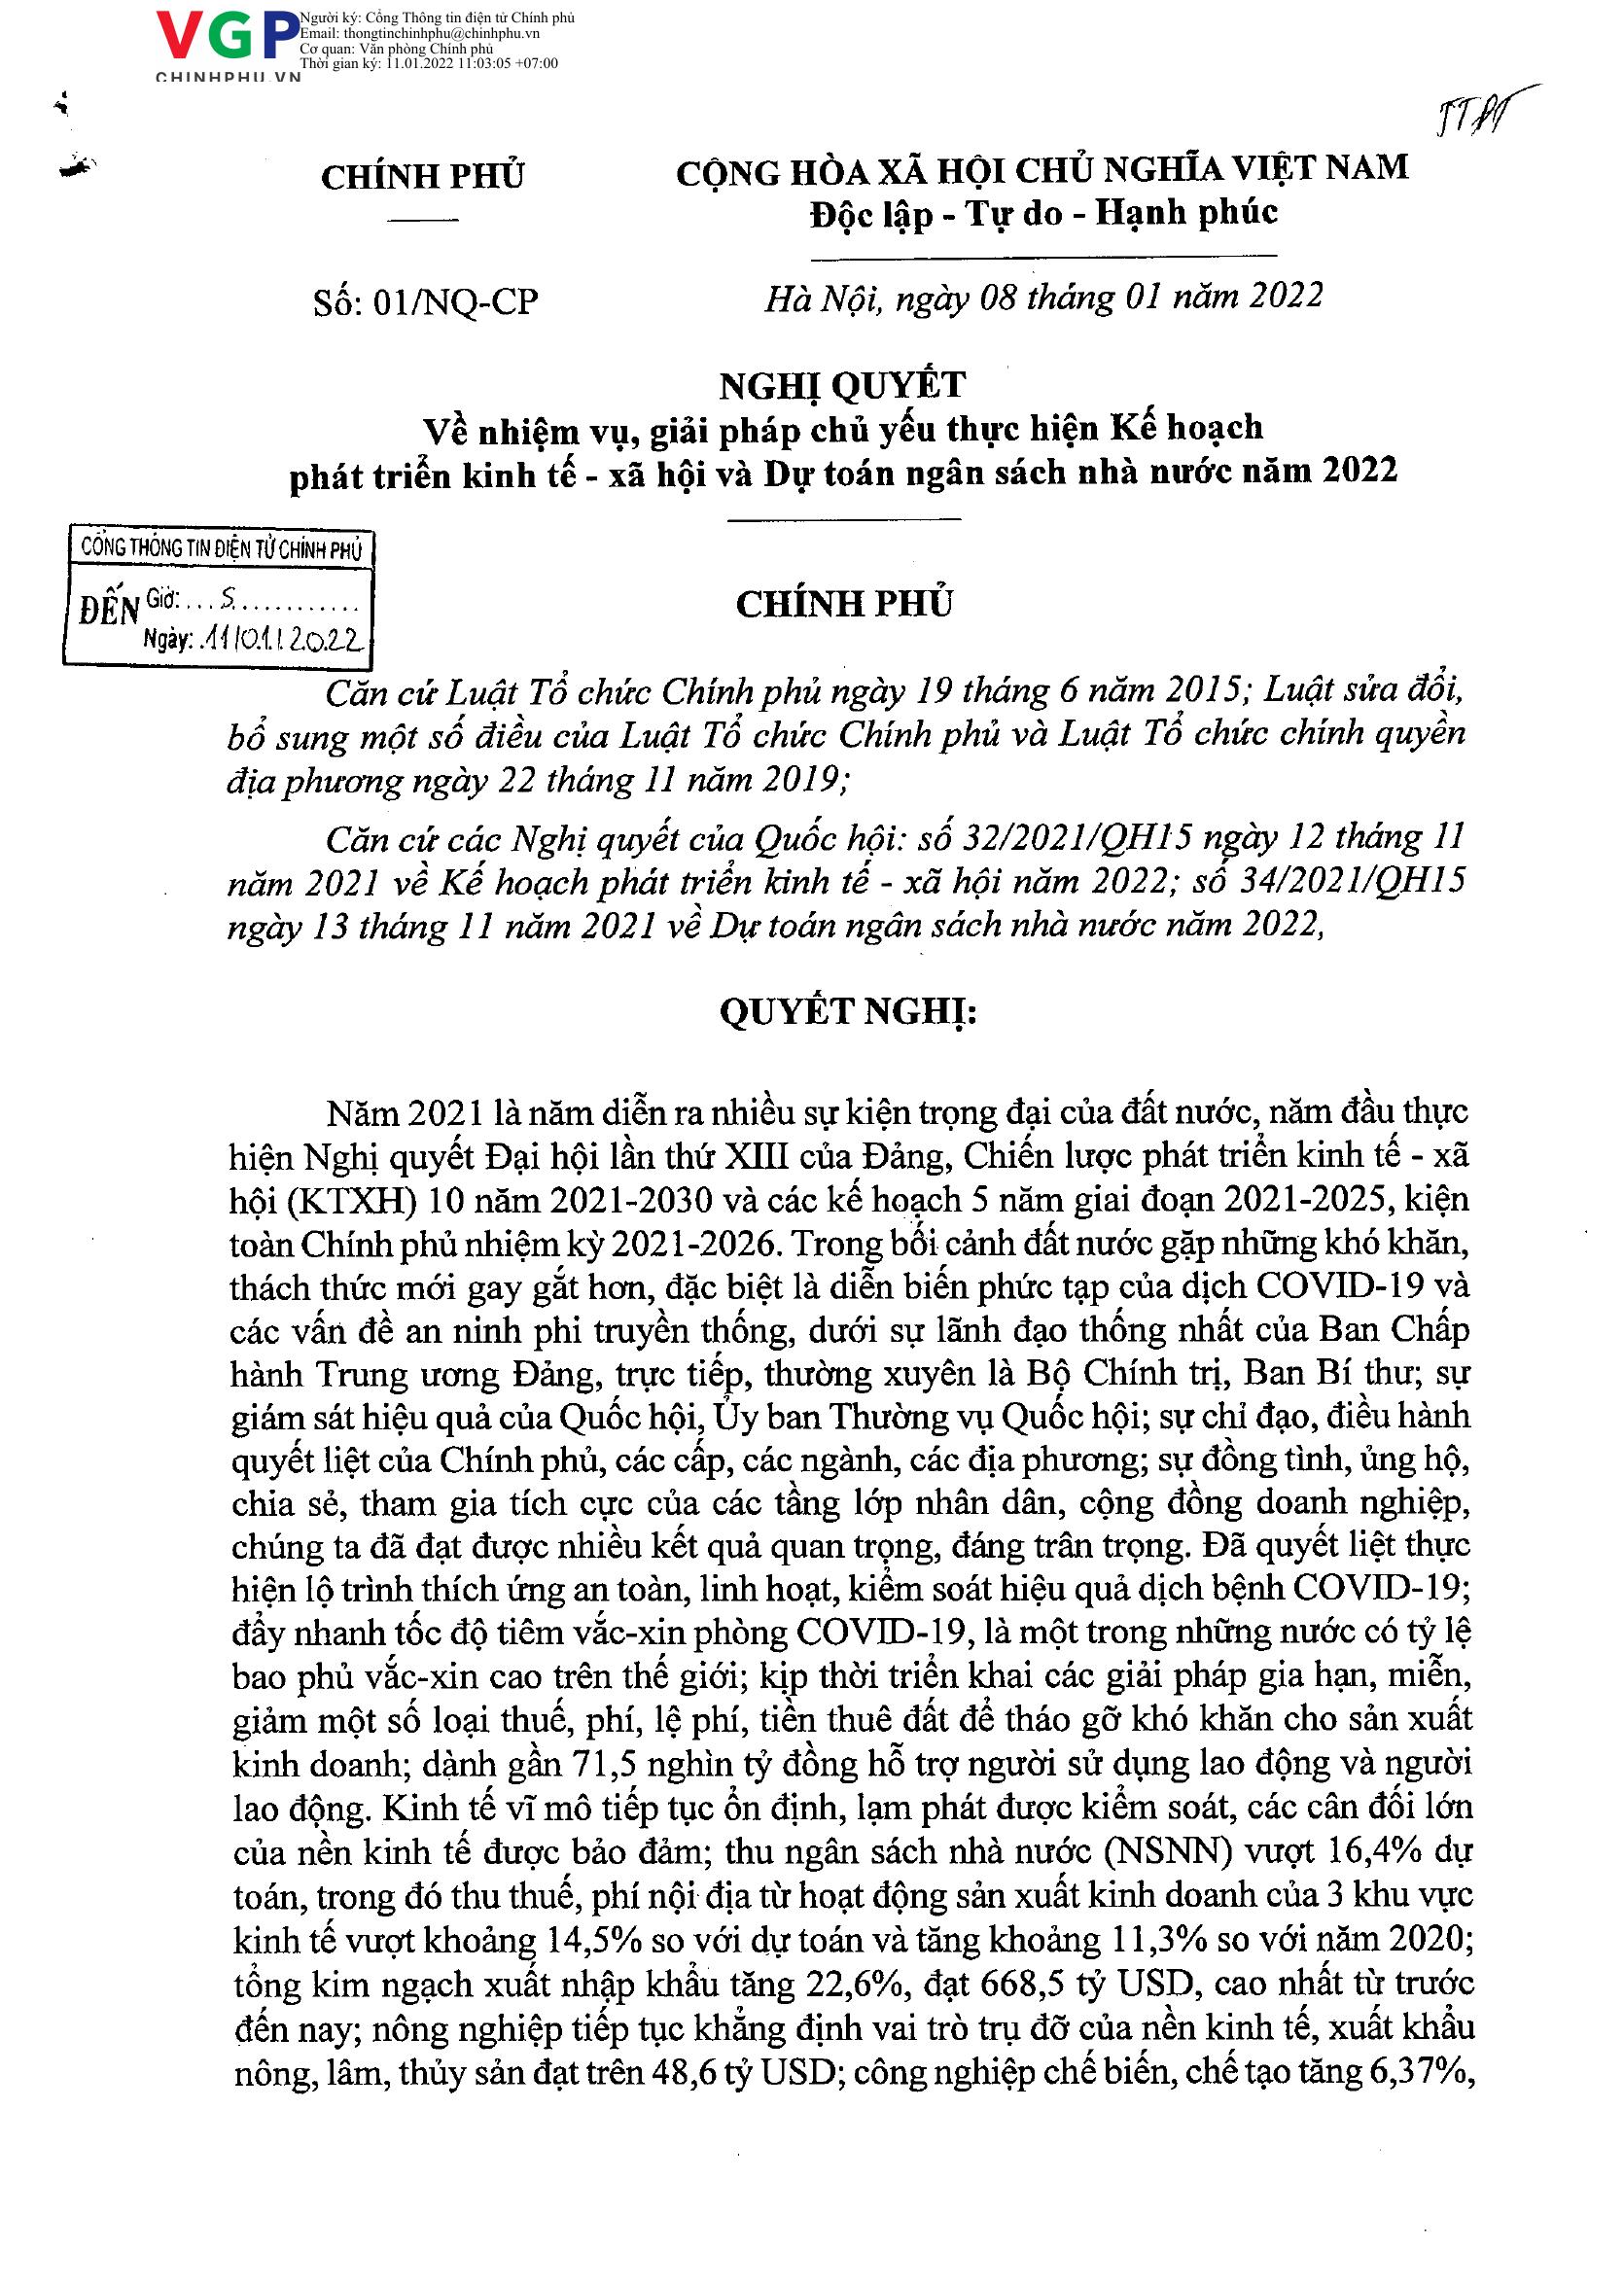 VGP
CHINHPHU.VN
Người ký: Cổng Thông tin điện tử Chính phủ
Email: thongtinchinhphu@chinhphu.vn
Cơ quan: Văn phòng Chính phủ
Thời gian ký: 11.01.2022 11:03:05 +07:00
CHÍNH PHỦ
Số: 01/NQ-CP
CỘNG HÒA XÃ HỘI CHỦ NGHĨA VIỆT NAM
Độc lập - Tự do - Hạnh phúc
Hà Nội, ngày 08 tháng 01 năm 2022
NGHỊ QUYẾT
Về nhiệm vụ, giải pháp chủ yếu thực hiện Kế hoạch
phát triển kinh tế - xã hội và Dự toán ngân sách nhà nước năm 2022
CỔNG THÔNG TIN ĐIỆN TỬ CHÍNH PHỦ
ĐẾN Giờ: ...S............
Ngày: 11/01/2022
CHÍNH PHỦ
Căn cứ Luật Tổ chức Chính phủ ngày 19 tháng 6 năm 2015; Luật sửa đổi,
bổ sung một số điều của Luật Tổ chức Chính phủ và Luật Tổ chức chính quyền
địa phương ngày 22 tháng 11 năm 2019;
Căn cứ các Nghị quyết của Quốc hội: số 32/2021/QH15 ngày 12 tháng 11
năm 2021 về Kế hoạch phát triển kinh tế - xã hội năm 2022; số 34/2021/QH15
ngày 13 tháng 11 năm 2021 về Dự toán ngân sách nhà nước năm 2022,
QUYẾT NGHỊ:
Năm 2021 là năm diễn ra nhiều sự kiện trọng đại của đất nước, năm đầu thực
hiện Nghị quyết Đại hội lần thứ XIII của Đảng, Chiến lược phát triển kinh tế - xã
hội (KTXH) 10 năm 2021-2030 và các kế hoạch 5 năm giai đoạn 2021-2025, kiện
toàn Chính phủ nhiệm kỳ 2021-2026. Trong bối cảnh đất nước gặp những khó khăn,
thách thức mới gay gắt hơn, đặc biệt là diễn biến phức tạp của dịch COVID-19 và
các vấn đề an ninh phi truyền thống, dưới sự lãnh đạo thống nhất của Ban Chấp
hành Trung ương Đảng, trực tiếp, thường xuyên là Bộ Chính trị, Ban Bí thư; sự
giám sát hiệu quả của Quốc hội, Ủy ban Thường vụ Quốc hội; sự chỉ đạo, điều hành
quyết liệt của Chính phủ, các cấp, các ngành, các địa phương; sự đồng tình, ủng hộ,
chia sẻ, tham gia tích cực của các tầng lớp nhân dân, cộng đồng doanh nghiệp,
chúng ta đã đạt được nhiều kết quả quan trọng, đáng trân trọng. Đã quyết liệt thực
hiện lộ trình thích ứng an toàn, linh hoạt, kiểm soát hiệu quả dịch bệnh COVID-19;
đẩy nhanh tốc độ tiêm vắc-xin phòng COVID-19, là một trong những nước có tỷ lệ
bao phủ vắc-xin cao trên thế giới; kịp thời triển khai các giải pháp gia hạn, miễn,
giảm một số loại thuế, phí, lệ phí, tiền thuê đất để tháo gỡ khó khăn cho sản xuất
kinh doanh; dành gần 71,5 nghìn tỷ đồng hỗ trợ người sử dụng lao động và người
lao động. Kinh tế vĩ mô tiếp tục ổn định, lạm phát được kiểm soát, các cân đối lớn
của nền kinh tế được bảo đảm; thu ngân sách nhà nước (NSNN) vượt 16,4% dự
toán, trong đó thu thuế, phí nội địa từ hoạt động sản xuất kinh doanh của 3 khu vực
kinh tế vượt khoảng 14,5% so với dự toán và tăng khoảng 11,3% so với năm 2020;
tổng kim ngạch xuất nhập khẩu tăng 22,6%, đạt 668,5 tỷ USD, cao nhất từ trước
đến nay; nông nghiệp tiếp tục khẳng định vai trò trụ đỡ của nền kinh tế, xuất khẩu
nông, lâm, thủy sản đạt trên 48,6 tỷ USD; công nghiệp chế biến, chế tạo tăng 6,37%,